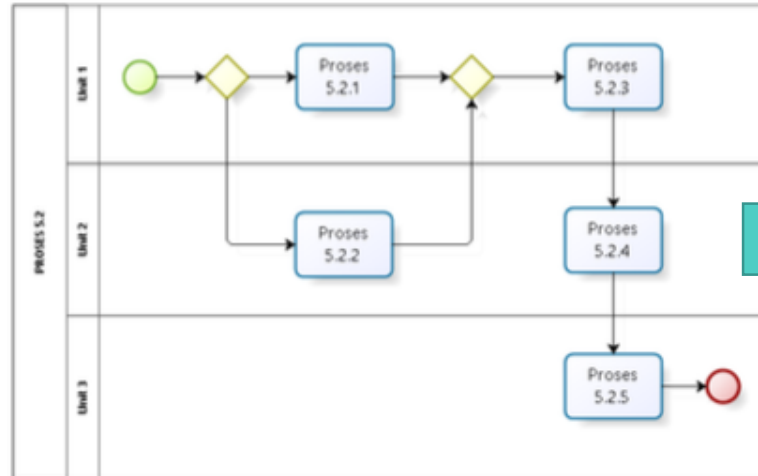 PROSES 5.2
Unit 1
Proses
5.2.1
Proses
5.2.3
Unit 2
Proses
5.2.2
Proses
5.2.4
Unit 3
Proses
5.2.5